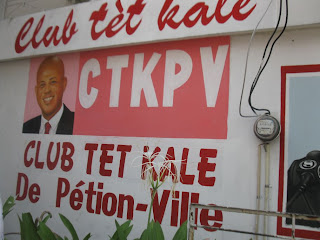 Club tèt kale
CTKPV
CLUB TET KALE
De Pétion-Ville